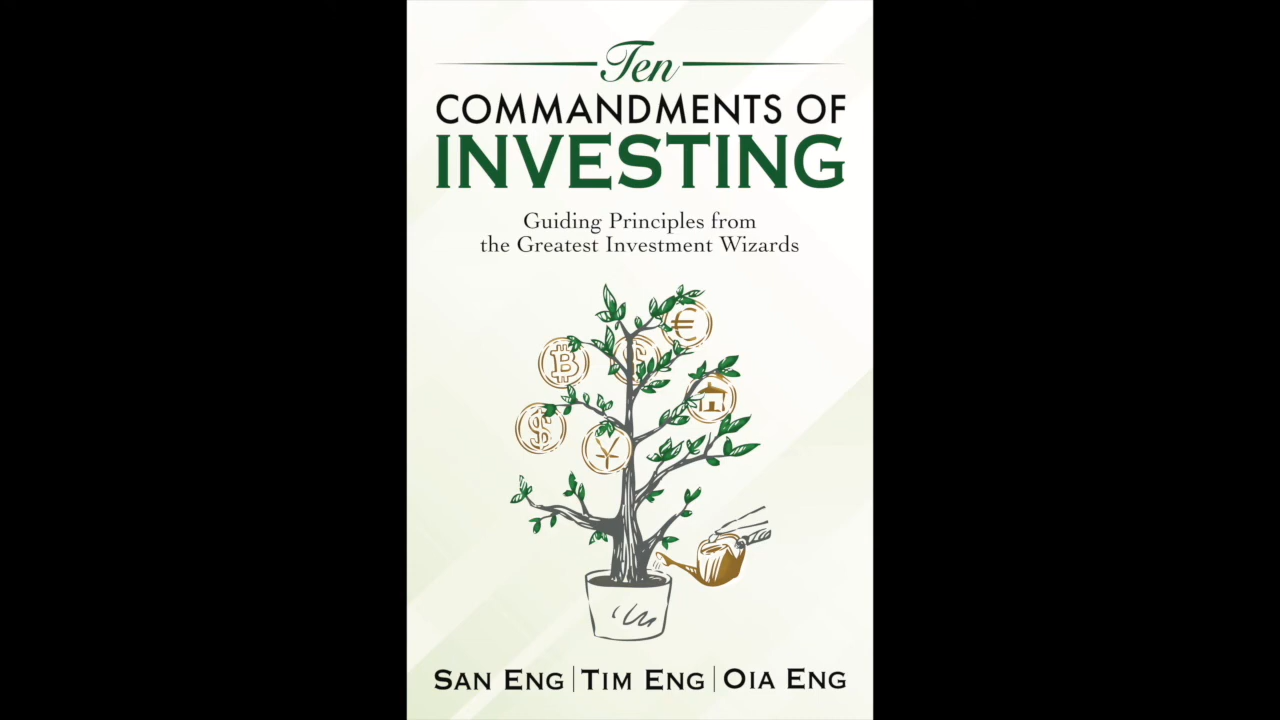 Ten
COMMANDMENTS OF
INVESTING
Guiding Principles from
the Greatest Investment Wizards
SAN ENG | TIM ENG | OIA ENG